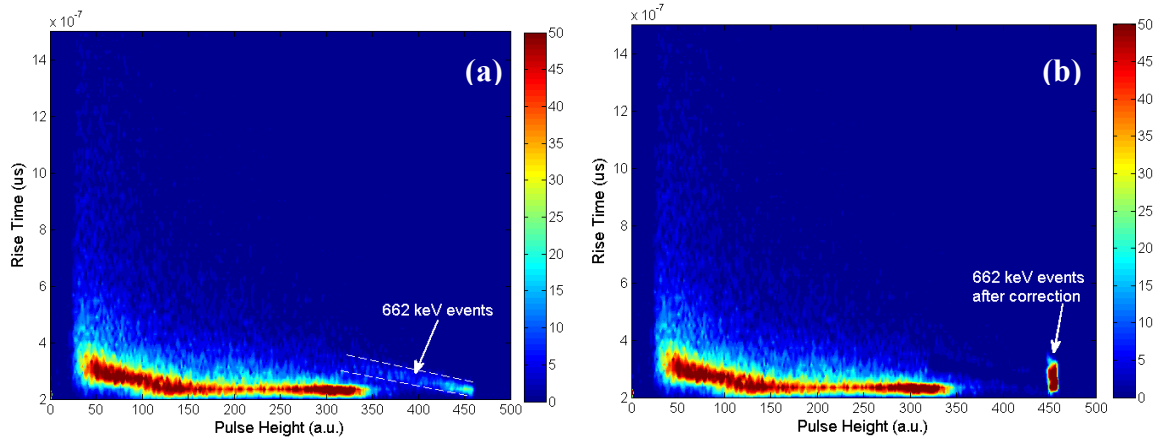 x 10⁻⁷
14
12
10
8
6
4
2
Rise Time (us)
0 50 100 150 200 250 300 350 400 450 500
Pulse Height (a.u.)
(a)
662 keV events
50
45
40
35
30
25
20
15
10
5
0
x 10⁻⁷
14
12
10
8
6
4
2
Rise Time (us)
0 50 100 150 200 250 300 350 400 450 500
Pulse Height (a.u.)
(b)
662 keV events
after correction
50
45
40
35
30
25
20
15
10
5
0